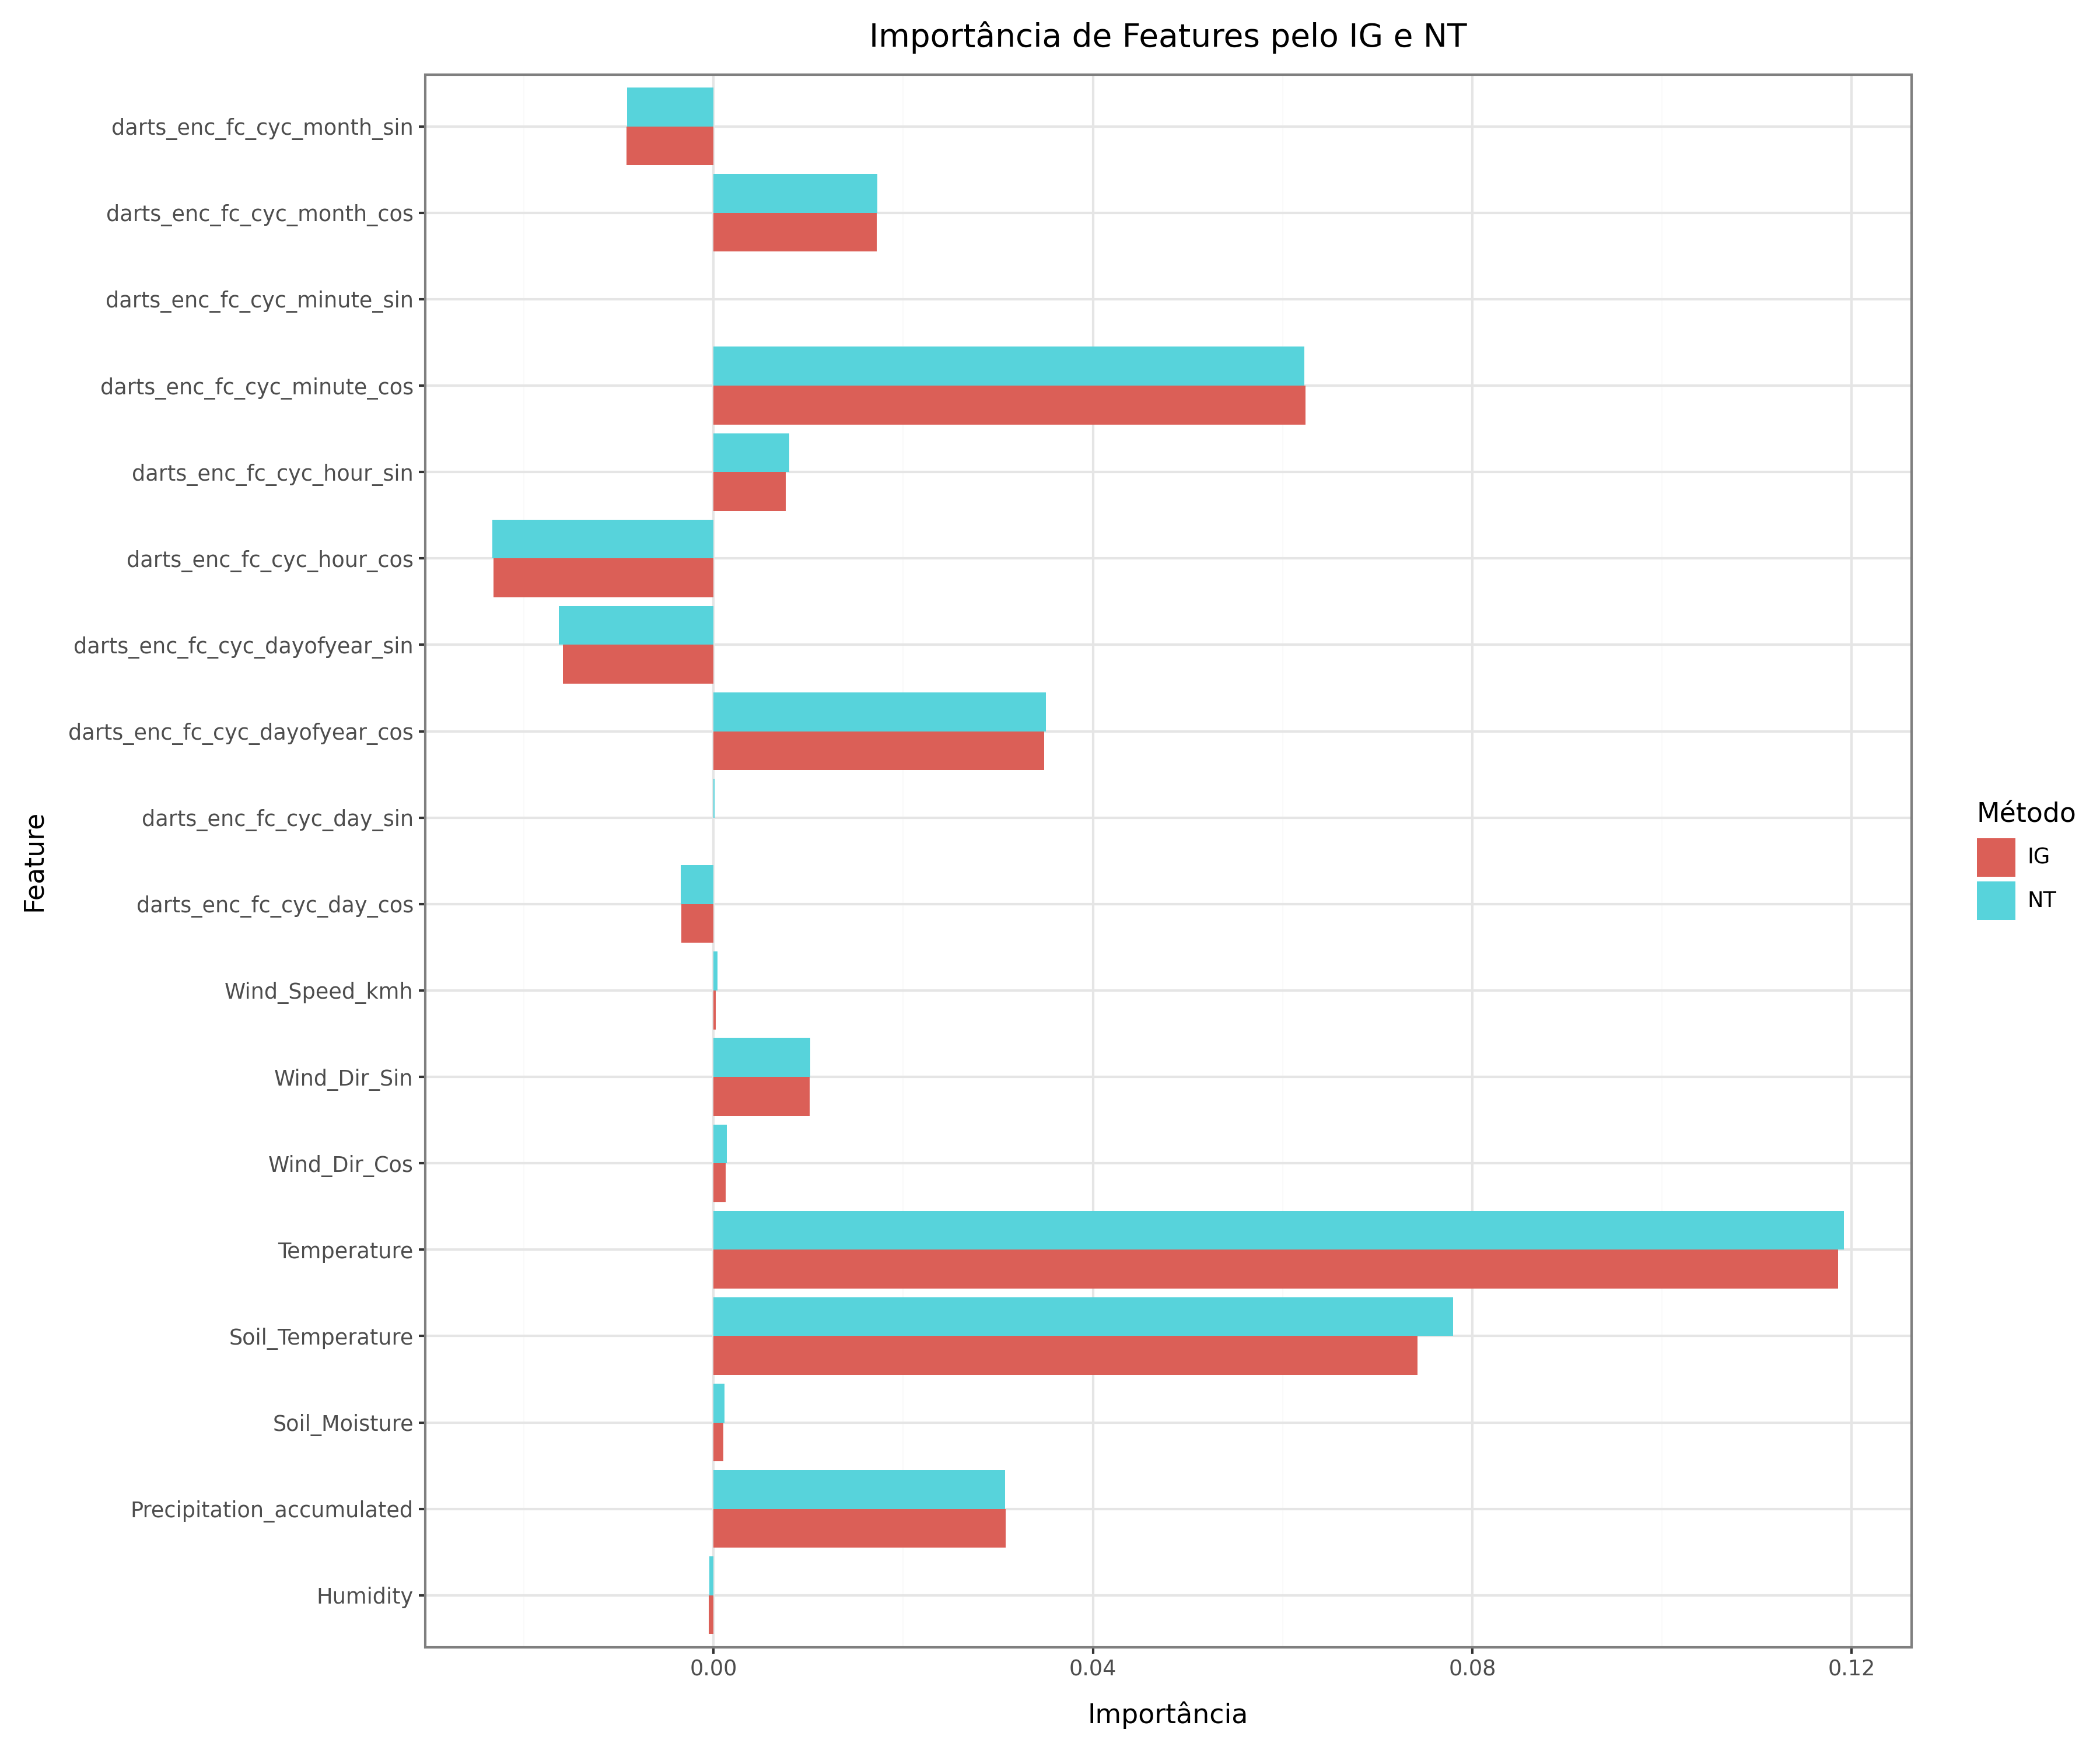 Importância de Features pelo IG e NT
darts_enc_fc_cyc_month_sin
darts_enc_fc_cyc_month_cos
darts_enc_fc_cyc_minute_sin
darts_enc_fc_cyc_minute_cos
darts_enc_fc_cyc_hour_sin
darts_enc_fc_cyc_hour_cos
darts_enc_fc_cyc_dayofyear_sin
darts_enc_fc_cyc_dayofyear_cos
darts_enc_fc_cyc_day_sin
darts_enc_fc_cyc_day_cos
Wind_Speed_kmh
Wind_Dir_Sin
Wind_Dir_Cos
Temperature
Soil_Temperature
Soil_Moisture
Precipitation_accumulated
Humidity
Feature
0.00 0.04 0.08 0.12
Importância
Método
IG
NT